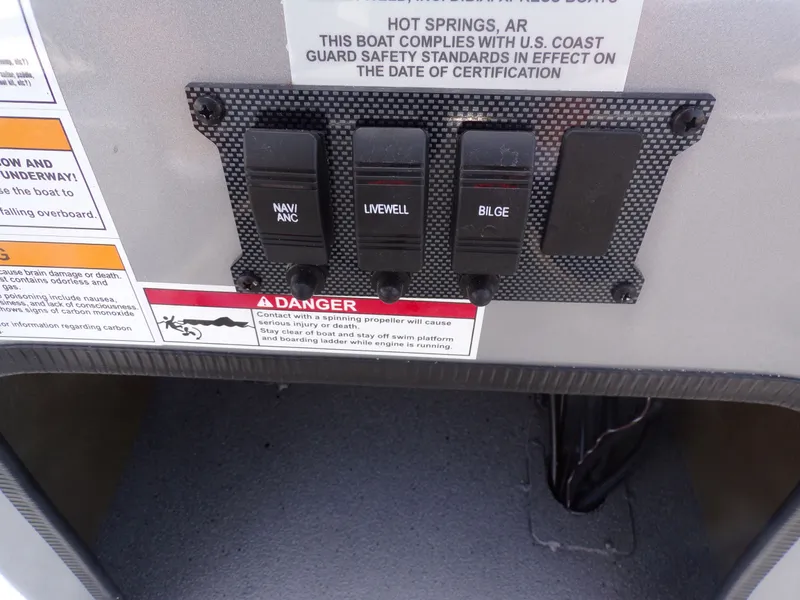 XPRESS BOATS
HOT SPRINGS, AR
THIS BOAT COMPLIES WITH U.S. COAST
GUARD SAFETY STANDARDS IN EFFECT ON
THE DATE OF CERTIFICATION
NAV/
ANC
LIVEWELL
BILGE
OW AND
UNDERWAY!
se the boat to
falling overboard.
G
cause brain damage or death.
st contains odorless and
gas.
poisoning include nausea,
siness, and lack of consciousness
hows signs of carbon monoxide
or information regarding carbon
DANGER
Contact with a spinning propeller will cause
serious injury or death.
Stay clear of boat and stay off swim platform
and boarding ladder while engine is running.